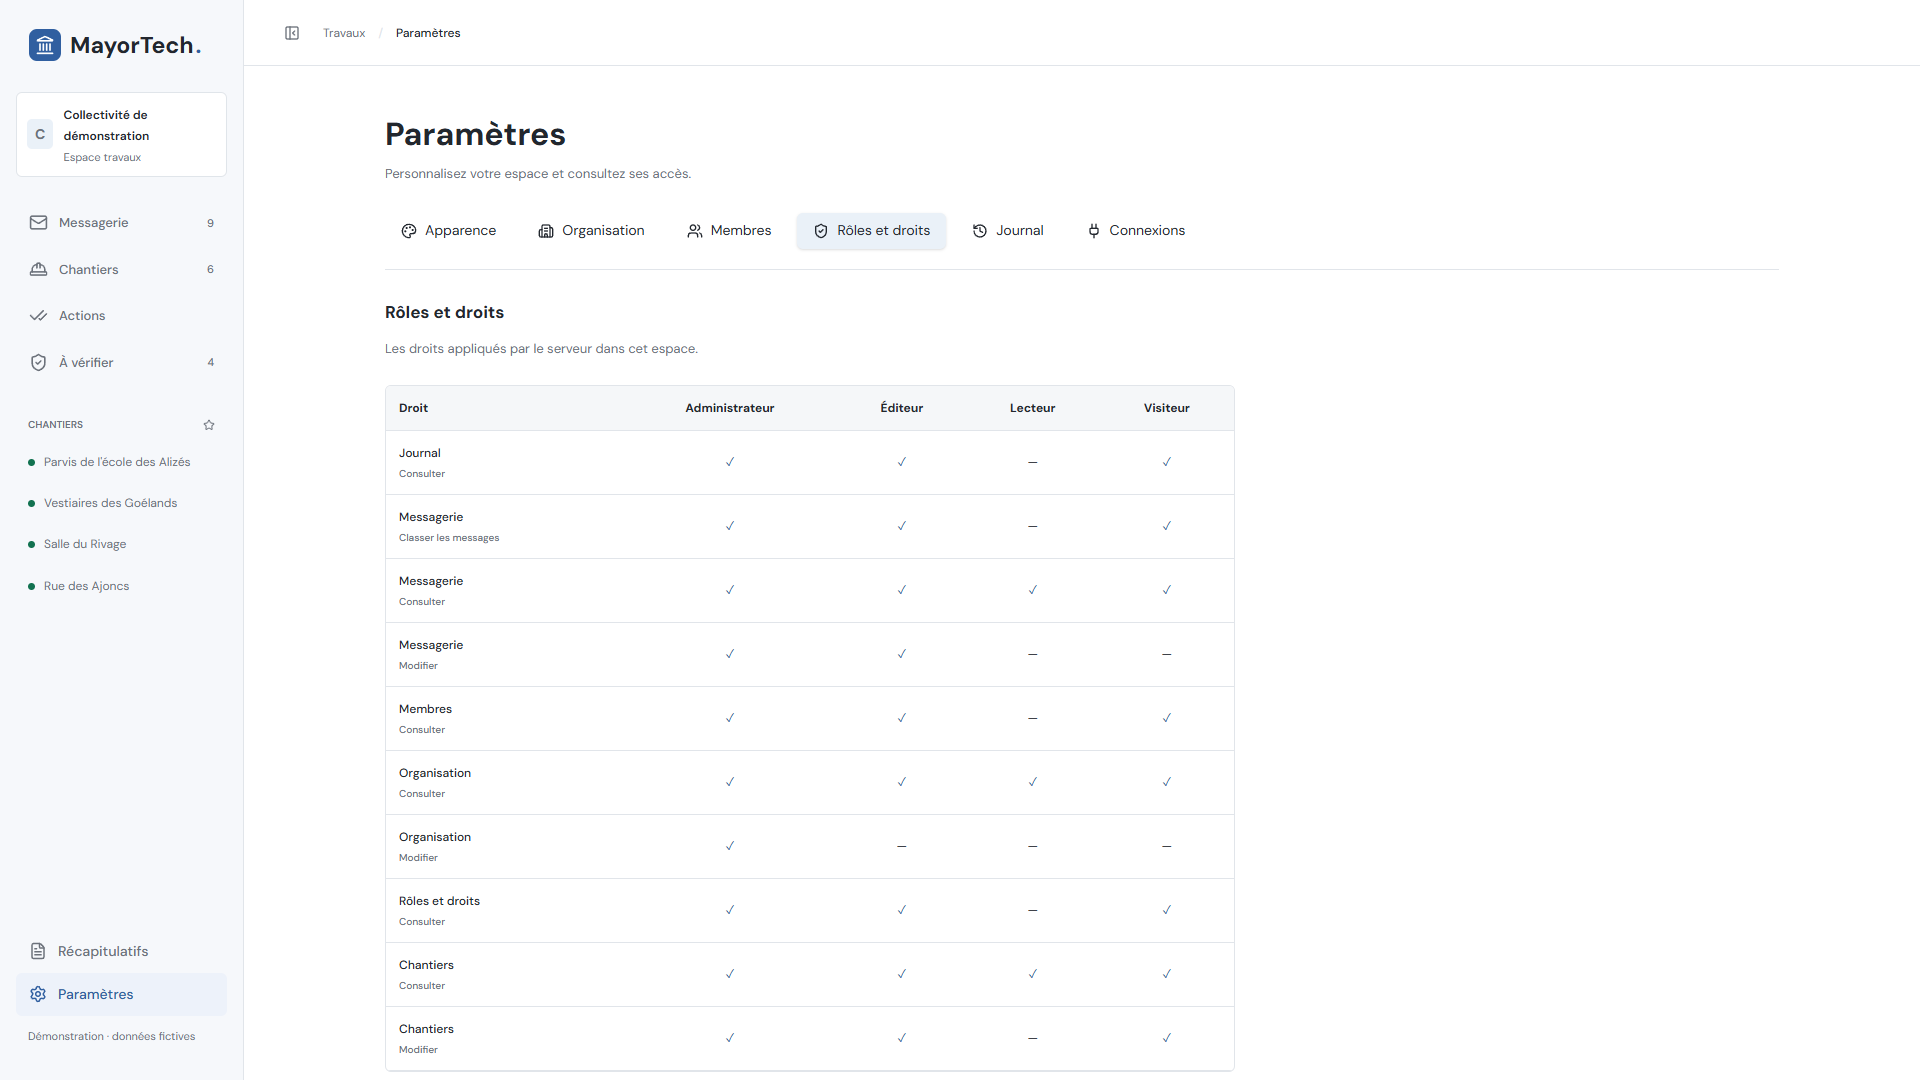 MayorTech.
Travaux / Paramètres
C
Collectivité de
démonstration
Espace travaux
Messagerie 9
Chantiers 6
Actions
À vérifier 4
CHANTIERS
Parvis de l'école des Alizés
Vestiaires des Goélands
Salle du Rivage
Rue des Ajoncs
Récapitulatifs
Paramètres
Démonstration · données fictives
Paramètres
Personnalisez votre espace et consultez ses accès.
Apparence Organisation Membres Rôles et droits Journal Connexions
Rôles et droits
Les droits appliqués par le serveur dans cet espace.
Droit Administrateur Éditeur Lecteur Visiteur
Journal
Consulter
✓ ✓ — ✓
Messagerie
Classer les messages
✓ ✓ — ✓
Messagerie
Consulter
✓ ✓ ✓ ✓
Messagerie
Modifier
✓ ✓ — —
Membres
Consulter
✓ ✓ — ✓
Organisation
Consulter
✓ ✓ ✓ ✓
Organisation
Modifier
✓ — — —
Rôles et droits
Consulter
✓ ✓ — ✓
Chantiers
Consulter
✓ ✓ ✓ ✓
Chantiers
Modifier
✓ ✓ — ✓